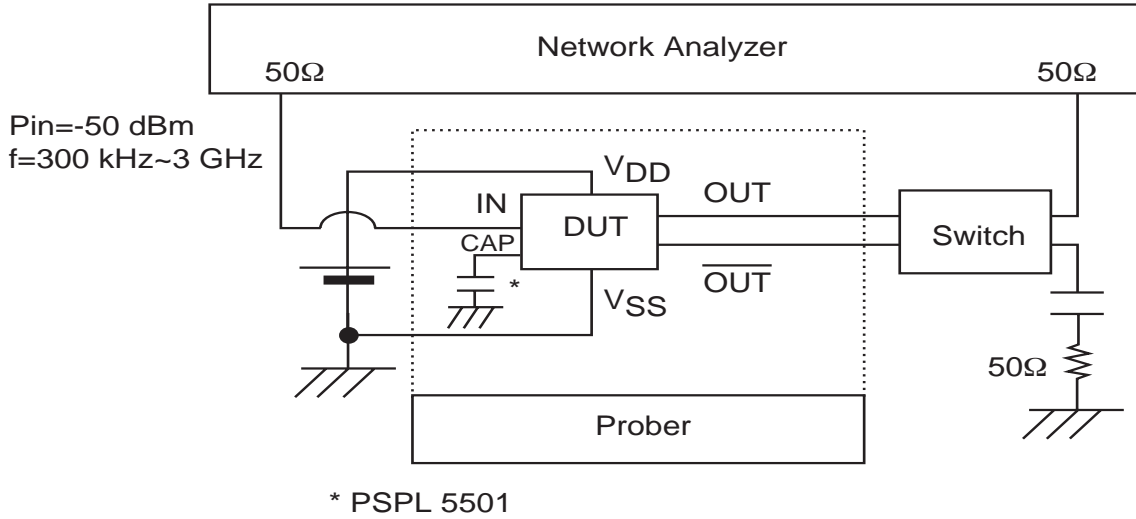 Network Analyzer
50Ω
50Ω
Pin=-50 dBm
f=300 kHz~3 GHz
VDD
IN
OUT
CAP
DUT
Switch
*
OUT
VSS
50Ω
Prober
* PSPL 5501